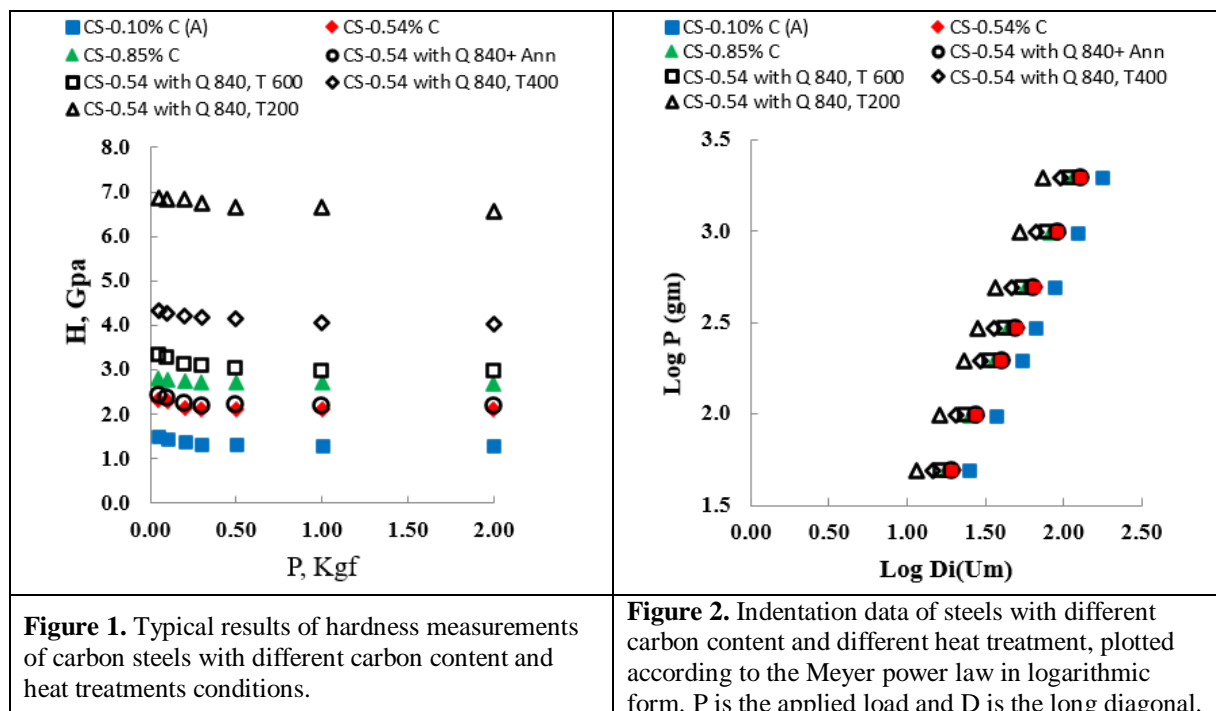 CS-0.10% C (A) CS-0.54% C
CS-0.85% C CS-0.54 with Q 840+ Ann
CS-0.54 with Q 840, T 600 CS-0.54 with Q 840, T400
CS-0.54 with Q 840, T200
8.0
7.0
6.0
5.0
4.0
3.0
2.0
1.0
0.0
H, Gpa
0.00 0.50 1.00 1.50 2.00
P, Kgf
Figure 1. Typical results of hardness measurements
of carbon steels with different carbon content and
heat treatments conditions.
CS-0.10% C (A) CS-0.54% C
CS-0.85% C CS-0.54 with Q 840+ Ann
CS-0.54 with Q 840, T 600 CS-0.54 with Q 840, T400
CS-0.54 with Q 840, T200
3.5
3.0
2.5
2.0
1.5
Log P (gm)
0.00 0.50 1.00 1.50 2.00 2.50
Log Di(Um)
Figure 2. Indentation data of steels with different
carbon content and different heat treatment, plotted
according to the Meyer power law in logarithmic
form. P is the applied load and D is the long diagonal.